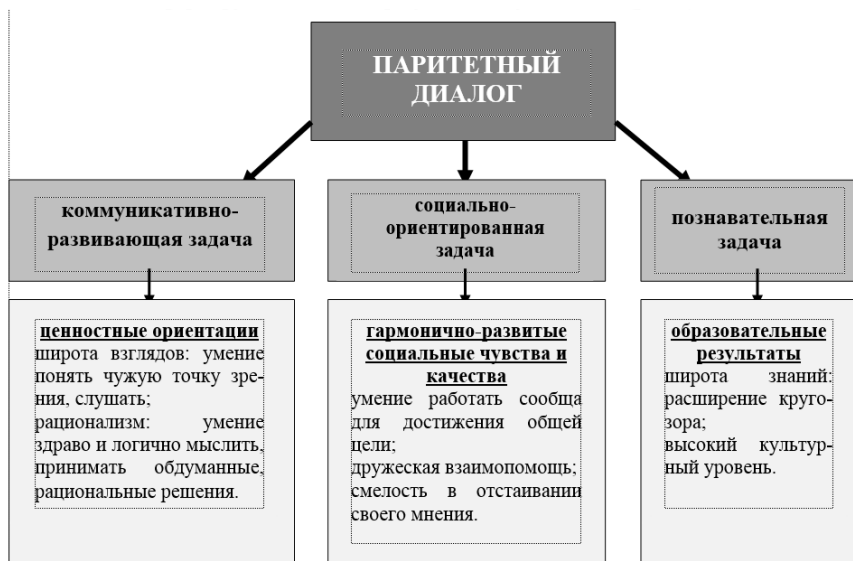 ПАРИТЕТНЫЙ
ДИАЛОГ
коммуникативно-
развивающая задача
социально-
ориентированная
задача
познавательная
задача
ценностные ориентации
широта взглядов: умение
понять чужую точку зре-
ния, слушать;
рационализм: умение
здраво и логично мыслить,
принимать обдуманные,
рациональные решения.
гармонично-развитые
социальные чувства и
качества
умение работать сообща
для достижения общей
цели;
дружеская взаимопомощь;
смелость в отстаивании
своего мнения.
образовательные
результаты
широта знаний:
расширение круго-
зора;
высокий культур-
ный уровень.